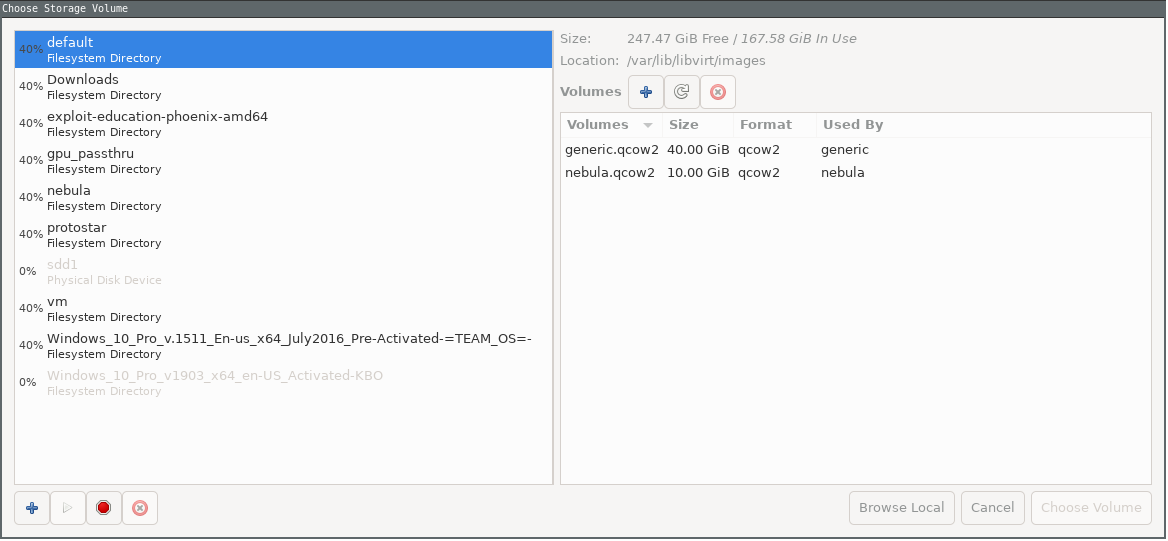 Choose Storage Volume
40% default
Filesystem Directory
40% Downloads
Filesystem Directory
40% exploit-education-phoenix-amd64
Filesystem Directory
40% gpu_passthru
Filesystem Directory
40% nebula
Filesystem Directory
40% protostar
Filesystem Directory
0% sdd1
Physical Disk Device
40% vm
Filesystem Directory
40% Windows_10_Pro_v.1511_En-us_x64_July2016_Pre-Activated-=TEAM_OS=-
Filesystem Directory
0% Windows_10_Pro_v1903_x64_en-US_Activated-KBO
Filesystem Directory
Size: 247.47 GiB Free / 167.58 GiB In Use
Location: /var/lib/libvirt/images
Volumes
Volumes Size Format Used By
generic.qcow2 40.00 GiB qcow2 generic
nebula.qcow2 10.00 GiB qcow2 nebula
Browse Local Cancel Choose Volume